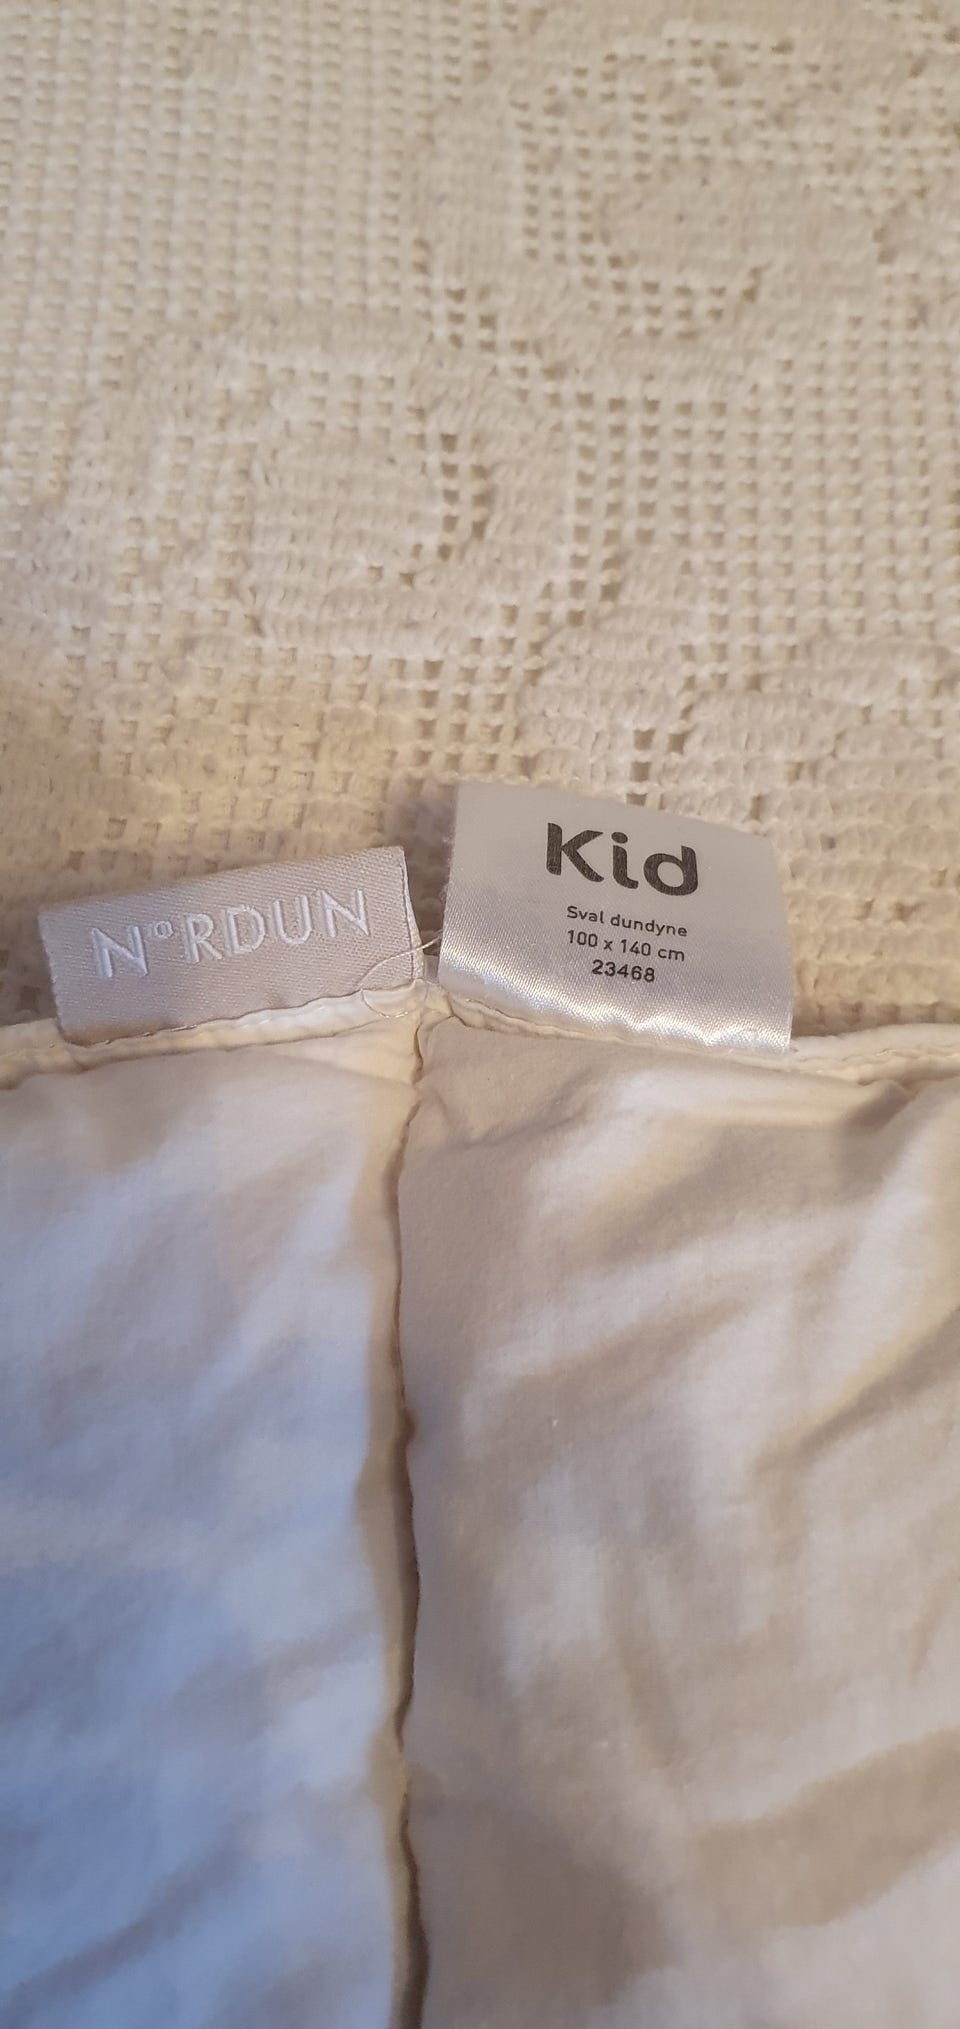 N°RDUN
Kid
Sval dundyne
100 x 140 cm
23468